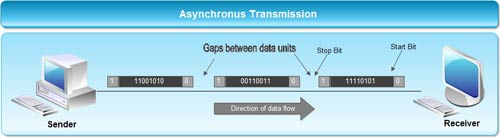 Asynchronus Transmission
Gaps between data units
Stop Bit
Start Bit
1 11001010 0
1 00110011 0
1 11110101 0
Direction of data flow
Sender
Receiver